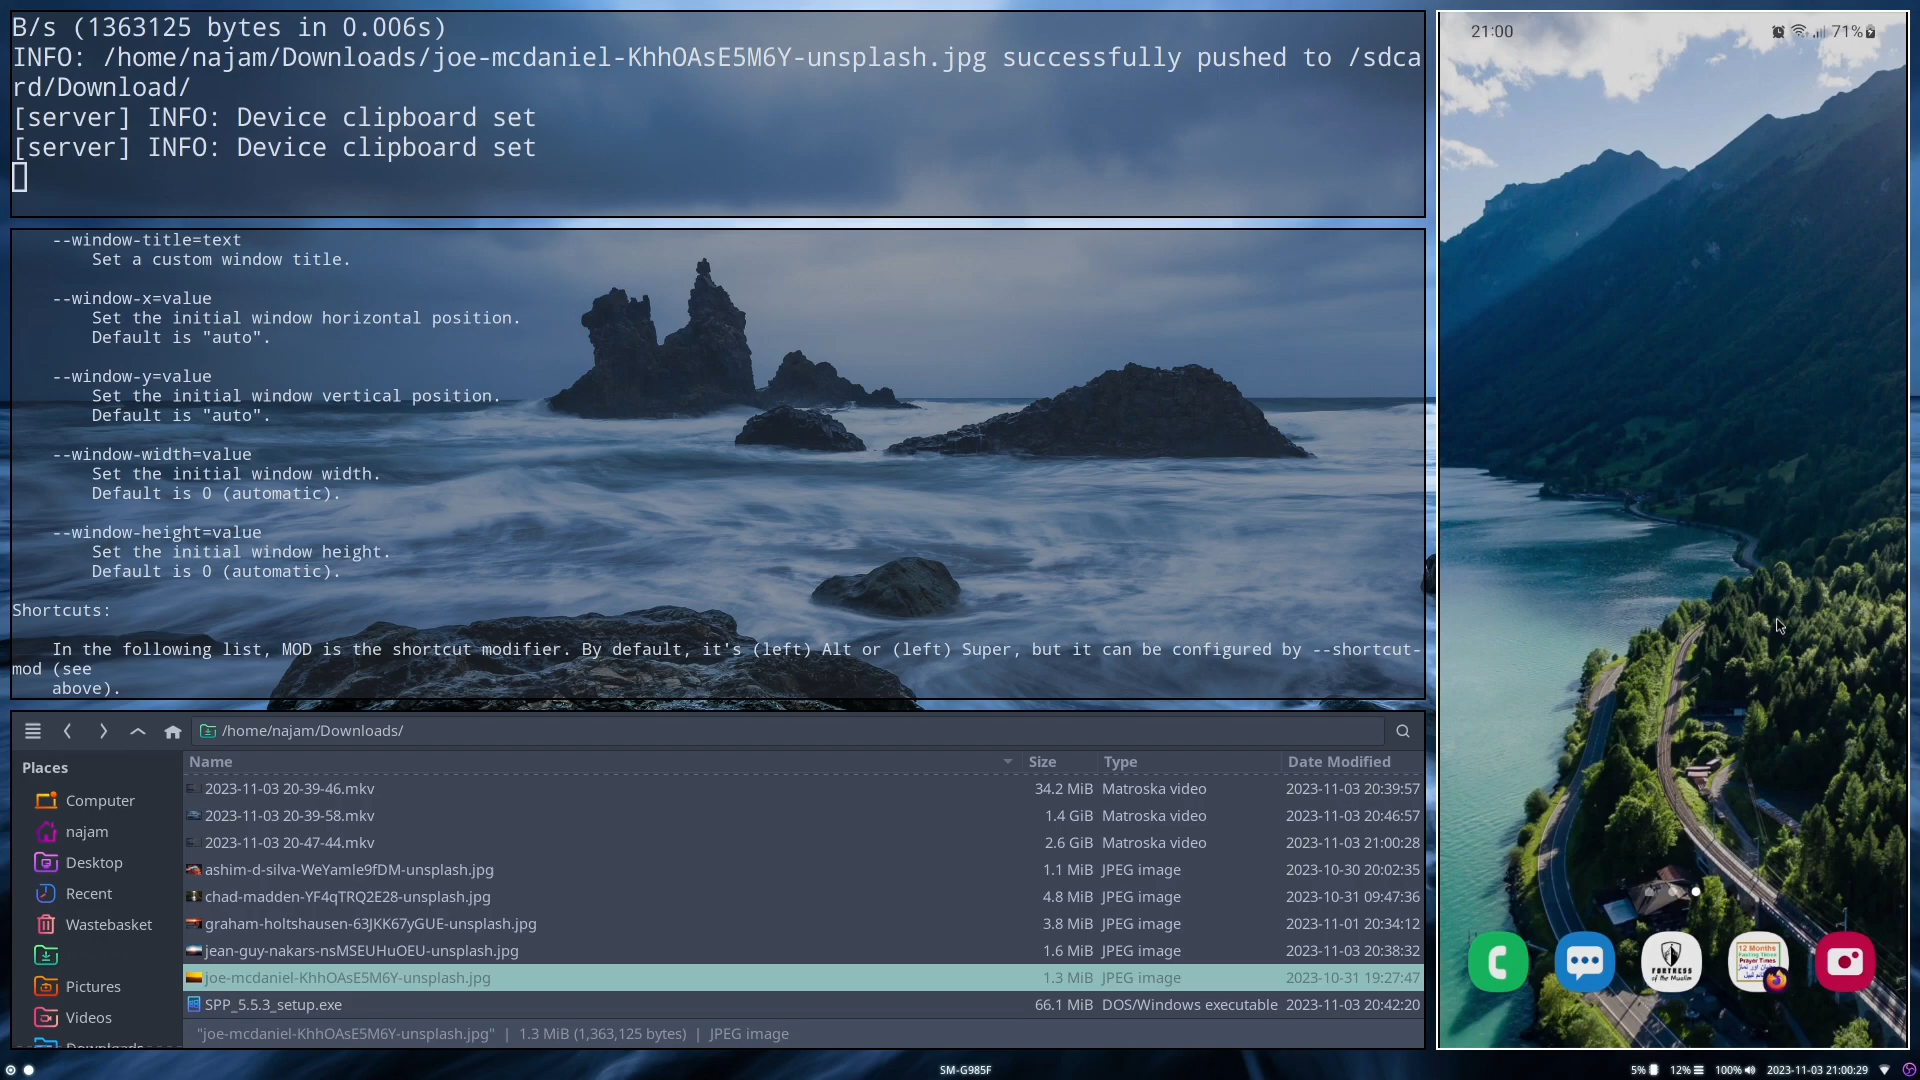 B/s (1363125 bytes in 0.006s)
INFO: /home/najam/Downloads/joe-mcdaniel-KhhOAsE5M6Y-unsplash.jpg successfully pushed to /sdca
rd/Download/
[server] INFO: Device clipboard set
[server] INFO: Device clipboard set
--window-title=text
Set a custom window title.
--window-x=value
Set the initial window horizontal position.
Default is "auto".
--window-y=value
Set the initial window vertical position.
Default is "auto".
--window-width=value
Set the initial window width.
Default is 0 (automatic).
--window-height=value
Set the initial window height.
Default is 0 (automatic).
Shortcuts:
In the following list, MOD is the shortcut modifier. By default, it's (left) Alt or (left) Super, but it can be configured by --shortcut-
mod (see
above).
/home/najam/Downloads/
Places
Computer
najam
Desktop
Recent
Wastebasket
Pictures
Videos
Downloads
Name Size Type Date Modified
2023-11-03 20-39-46.mkv 34.2 MiB Matroska video 2023-11-03 20:39:57
2023-11-03 20-39-58.mkv 1.4 GiB Matroska video 2023-11-03 20:46:57
2023-11-03 20-47-44.mkv 2.6 GiB Matroska video 2023-11-03 21:00:28
ashim-d-silva-WeYamle9fDM-unsplash.jpg 1.1 MiB JPEG image 2023-10-30 20:02:35
chad-madden-YF4qTRQ2E28-unsplash.jpg 4.8 MiB JPEG image 2023-10-31 09:47:36
graham-holtshausen-63JKK67yGUE-unsplash.jpg 3.8 MiB JPEG image 2023-11-01 20:34:12
jean-guy-nakars-nsMSEUHuOEU-unsplash.jpg 1.6 MiB JPEG image 2023-11-03 20:38:32
joe-mcdaniel-KhhOAsE5M6Y-unsplash.jpg 1.3 MiB JPEG image 2023-10-31 19:27:47
SPP_5.5.3_setup.exe 66.1 MiB DOS/Windows executable 2023-11-03 20:42:20
"joe-mcdaniel-KhhOAsE5M6Y-unsplash.jpg" | 1.3 MiB (1,363,125 bytes) | JPEG image
21:00 71%
FORTRESS
of the Muslim
12 Months
Fasting Times
Prayer Times
SM-G985F
5% 12% 100% 2023-11-03 21:00:29